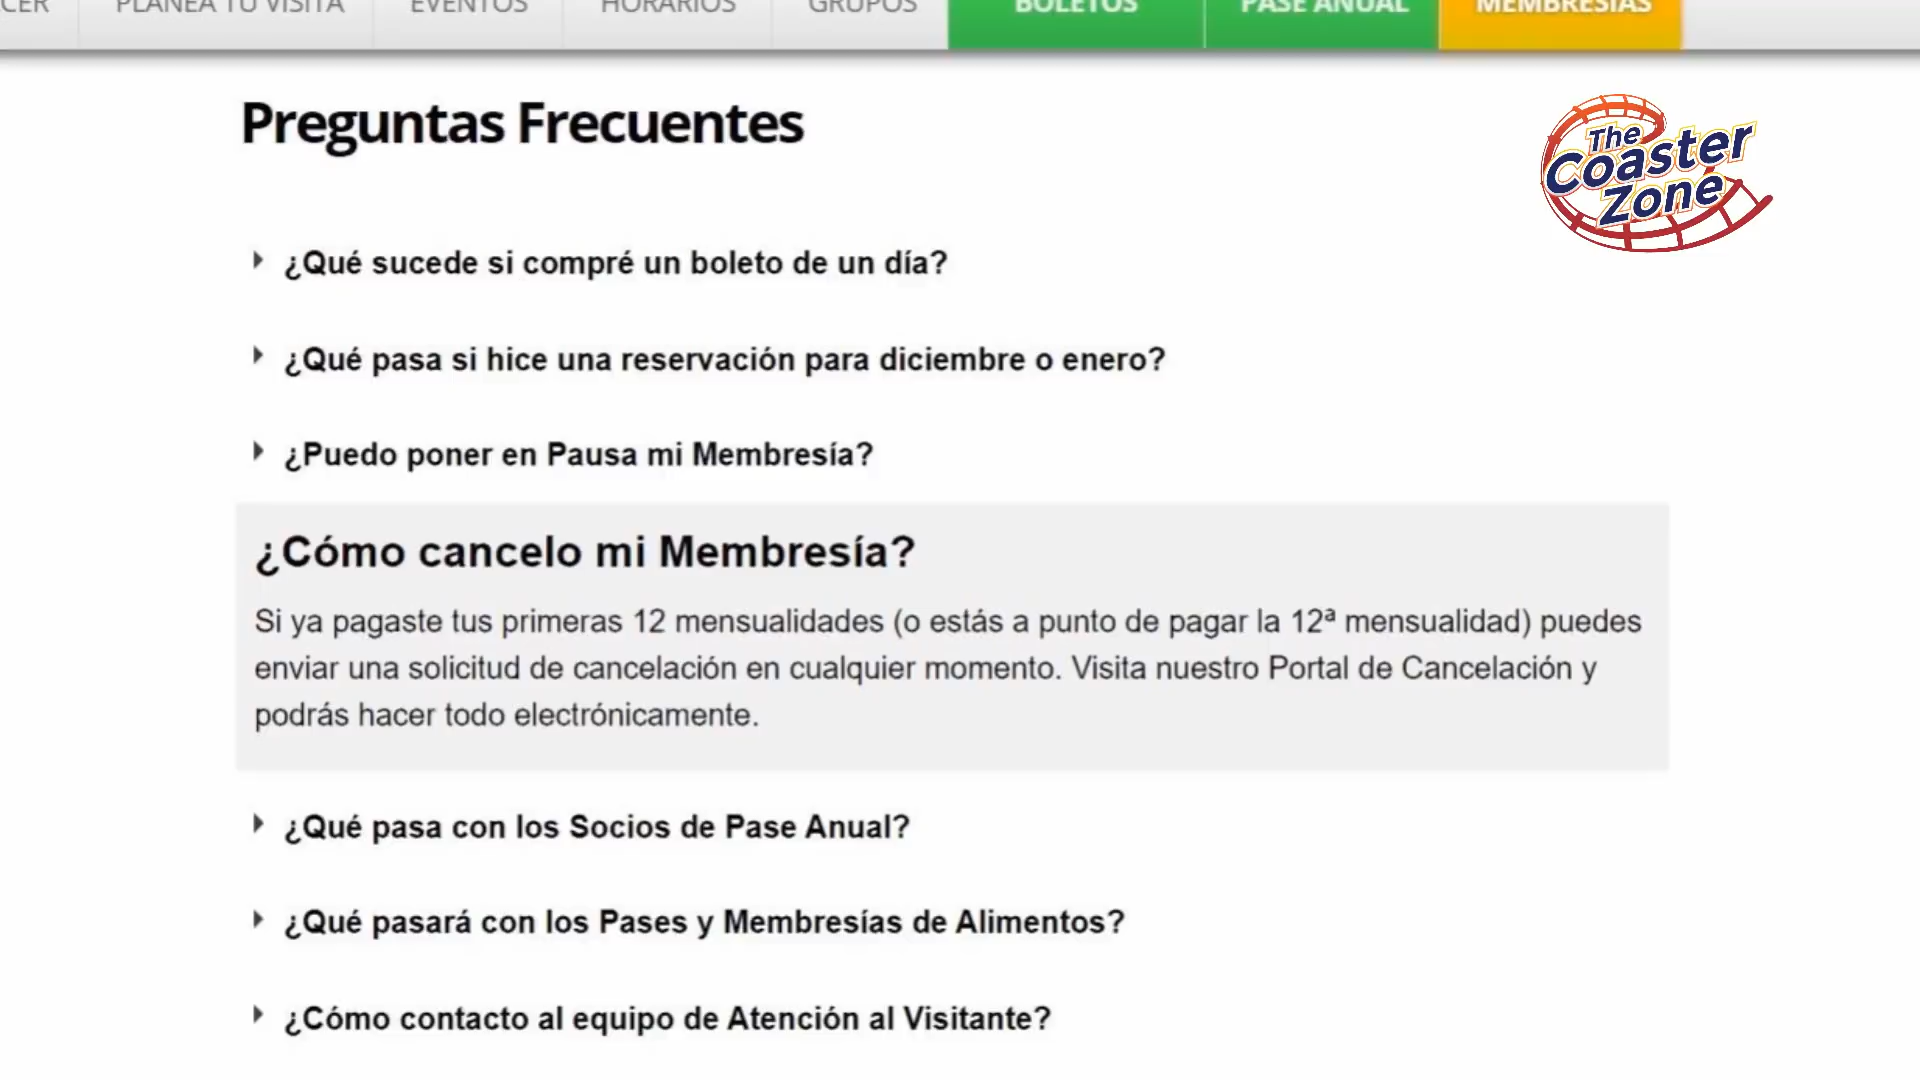 CER
PLANEA TU VISITA
EVENTOS
HORARIOS
GRUPOS
BOLETOS
PASE ANUAL
MEMBRESÍAS
Preguntas Frecuentes
The
Coaster
Zone
¿Qué sucede si compré un boleto de un día?
¿Qué pasa si hice una reservación para diciembre o enero?
¿Puedo poner en Pausa mi Membresía?
¿Cómo cancelo mi Membresía?
Si ya pagaste tus primeras 12 mensualidades (o estás a punto de pagar la 12ª mensualidad) puedes
enviar una solicitud de cancelación en cualquier momento. Visita nuestro Portal de Cancelación y
podrás hacer todo electrónicamente.
¿Qué pasa con los Socios de Pase Anual?
¿Qué pasará con los Pases y Membresías de Alimentos?
¿Cómo contacto al equipo de Atención al Visitante?